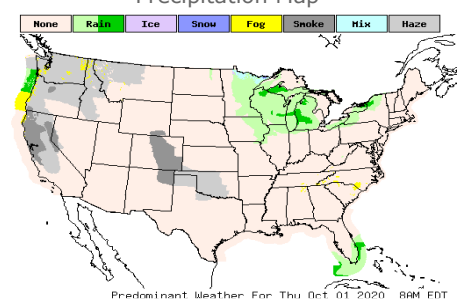 Precipitation Map
None Rain Ice Snow Fog Smoke Mix Haze
Predominant Weather For Thu Oct 01 2020 8AM EDT